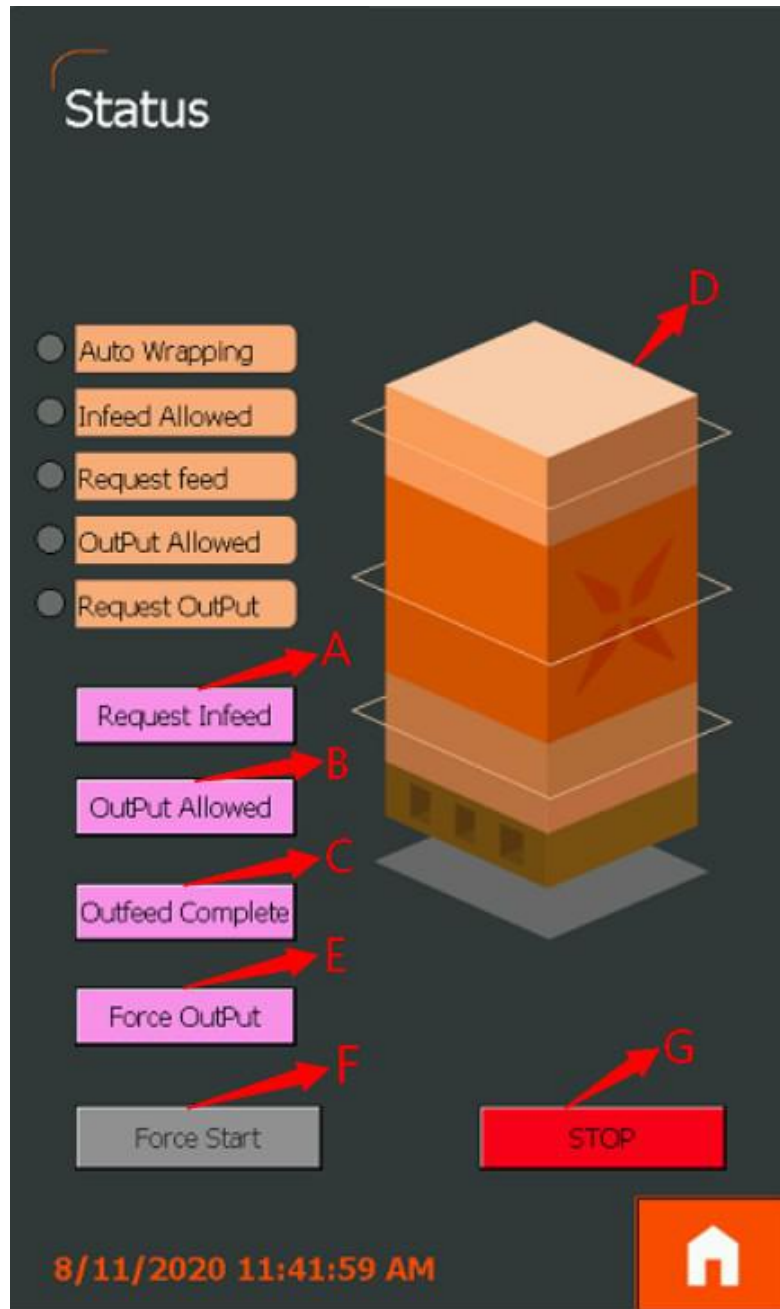 Status
D
Auto Wrapping
Infeed Allowed
Request feed
OutPut Allowed
Request OutPut
A
Request Infeed
B
OutPut Allowed
C
Outfeed Complete
E
Force OutPut
F
Force Start
G
STOP
8/11/2020 11:41:59 AM